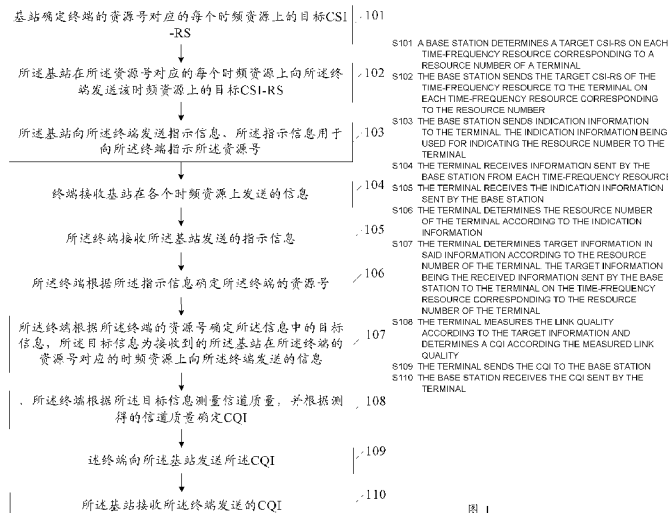 基站确定终端的资源号对应的每个时频资源上的目标CSI
-RS
101
所述基站在所述资源号对应的每个时频资源上向所述终
端发送该时频资源上的目标CSI-RS
102
所述基站向所述终端发送指示信息、所述指示信息用于
向所述终端指示所述资源号
103
终端接收基站在各个时频资源上发送的信息
104
所述终端接收所述基站发送的指示信息
105
所述终端根据所述指示信息确定所述终端的资源号
106
所述终端根据所述终端的资源号确定所述信息中的目标
信息，所述目标信息为接收到的所述基站在所述终端的
资源号对应的时频资源上向所述终端发送的信息
107
、所述终端根据所述目标信息测量信道质量，并根据测
得的信道质量确定CQI
108
述终端向所述基站发送所述CQI
109
所述基站接收所述终端发送的CQI
110
S101 A BASE STATION DETERMINES A TARGET CSI-RS ON EACH
TIME-FREQUENCY RESOURCE CORRESPONDING TO A
RESOURCE NUMBER OF A TERMINAL
S102 THE BASE STATION SENDS THE TARGET CSI-RS OF THE
TIME-FREQUENCY RESOURCE TO THE TERMINAL ON
EACH TIME-FREQUENCY RESOURCE CORRESPONDING
TO THE RESOURCE NUMBER
S103 THE BASE STATION SENDS INDICATION INFORMATION
TO THE TERMINAL, THE INDICATION INFORMATION BEING
USED FOR INDICATING THE RESOURCE NUMBER TO THE
TERMINAL
S104 THE TERMINAL RECEIVES INFORMATION SENT BY THE
BASE STATION FROM EACH TIME-FREQUENCY RESOURCE
S105 THE TERMINAL RECEIVES THE INDICATION INFORMATION
SENT BY THE BASE STATION
S106 THE TERMINAL DETERMINES THE RESOURCE NUMBER
OF THE TERMINAL ACCORDING TO THE INDICATION
INFORMATION
S107 THE TERMINAL DETERMINES TARGET INFORMATION IN
SAID INFORMATION ACCORDING TO THE RESOURCE
NUMBER OF THE TERMINAL, THE TARGET INFORMATION
BEING THE RECEIVED INFORMATION SENT BY THE BASE
STATION TO THE TERMINAL ON THE TIME-FREQUENCY
RESOURCE CORRESPONDING TO THE RESOURCE
NUMBER OF THE TERMINAL
S108 THE TERMINAL MEASURES THE LINK QUALITY
ACCORDING TO THE TARGET INFORMATION AND
DETERMINES A CQI ACCORDING THE MEASURED LINK
QUALITY
S109 THE TERMINAL SENDS THE CQI TO THE BASE STATION
S110 THE BASE STATION RECEIVES THE CQI SENT BY THE
TERMINAL
图 1